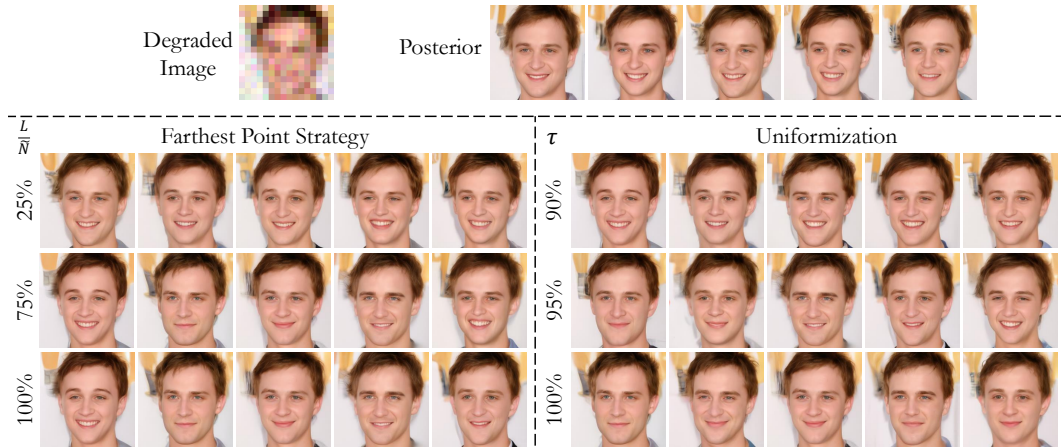 Degraded
Image
Posterior
L
Ñ
Farthest Point Strategy
τ
Uniformization
25%
90%
75%
95%
100%
100%